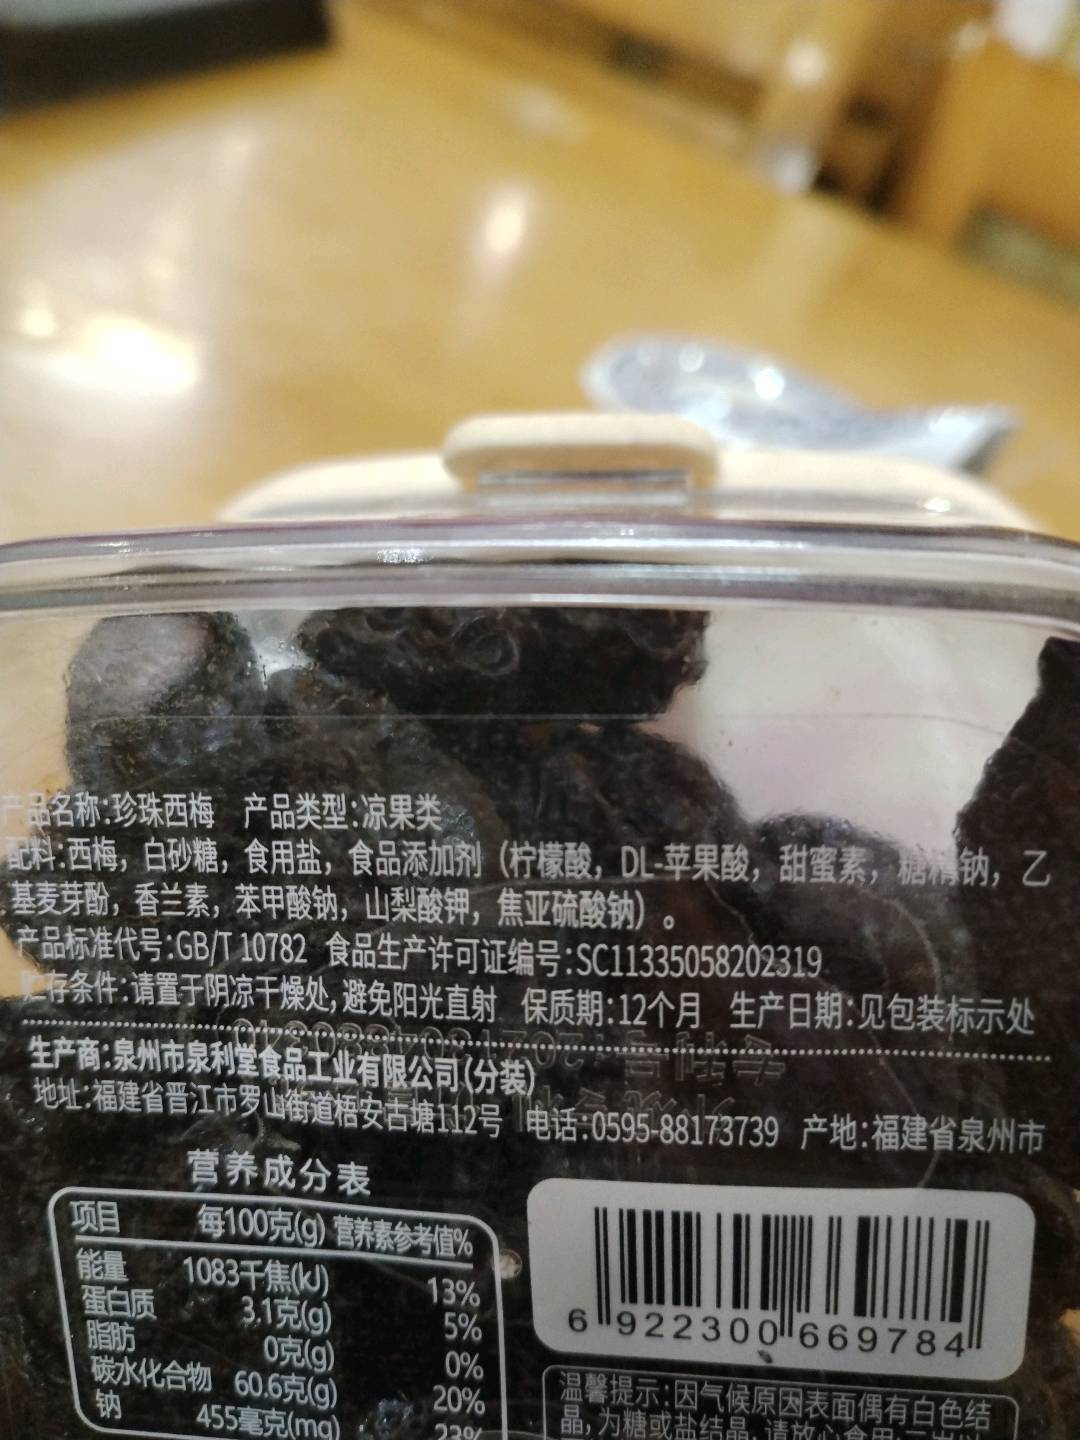 产品名称:珍珠西梅 产品类型:凉果类
配料:西梅，白砂糖，食用盐，食品添加剂（柠檬酸，DL-苹果酸，甜蜜素，糖精钠，乙
基麦芽酚，香兰素，苯甲酸钠，山梨酸钾，焦亚硫酸钠）。
产品标准代号:GB/T 10782 食品生产许可证编号:SC11335058202319
贮存条件:请置于阴凉干燥处,避免阳光直射 保质期:12个月 生产日期:见包装标示处
生产商:泉州市泉利堂食品工业有限公司(分装)
地址:福建省晋江市罗山街道梧安古塘112号 电话:0595-88173739 产地:福建省泉州市
营养成分表
项目 每100克(g) 营养素参考值%
能量 1083千焦(kJ) 13%
蛋白质 3.1克(g) 5%
脂肪 0克(g) 0%
碳水化合物 60.6克(g) 20%
钠 455毫克(mg) 23%
6 922300 669784
温馨提示:因气候原因表面偶有白色结
晶,为糖或盐结晶,请放心食用;三岁以